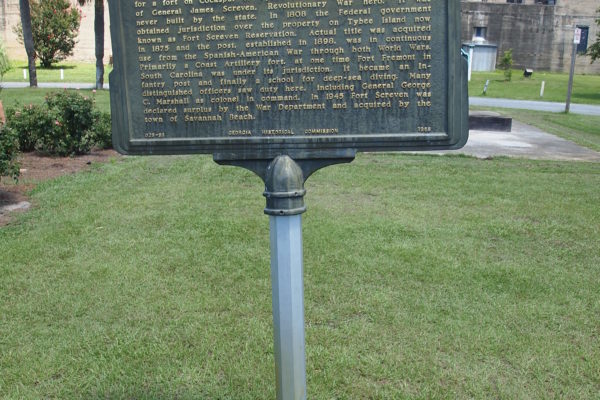 for a fort on Cockspur
of General James Screven, Revolutionary War hero. It was
never built by the state. In 1808 the Federal government
obtained jurisdiction over the property on Tybee Island now
known as Fort Screven Reservation. Actual title was acquired
in 1875 and the post, established in 1898, was in continuous
use from the Spanish-American War through both World Wars.
Primarily a Coast Artillery fort, at one time Fort Fremont in
South Carolina was under its jurisdiction. It became an In-
fantry post and finally a school for deep-sea diving. Many
distinguished officers saw duty here, including General George
C. Marshall as colonel in command. In 1945 Fort Screven was
declared surplus by the War Department and acquired by the
town of Savannah Beach.
025-85 GEORGIA HISTORICAL COMMISSION 1958